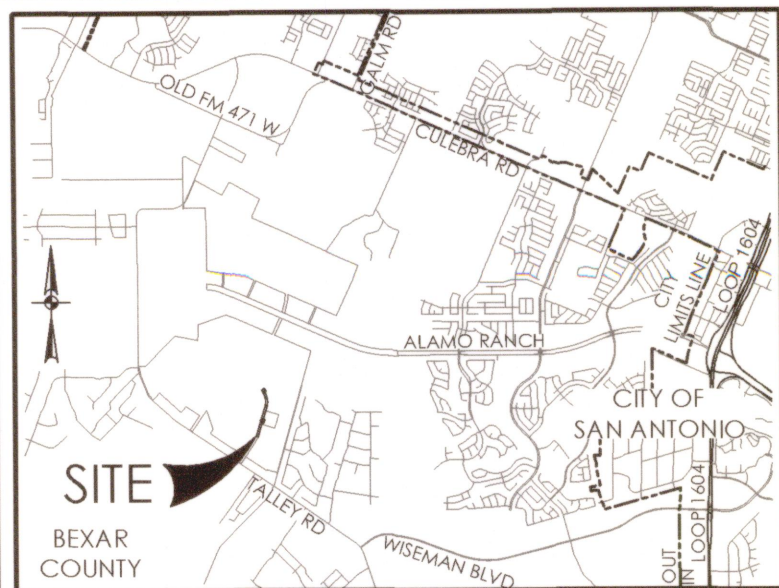 GALM RD
OLD FM 471 W
CULEBRA RD
CITY
LIMITS LINE
LOOP 1604
ALAMO RANCH
CITY OF
SAN ANTONIO
SITE
TALLEY RD
BEXAR
COUNTY
WISEMAN BLVD
OUT
IN
LOOP 1604